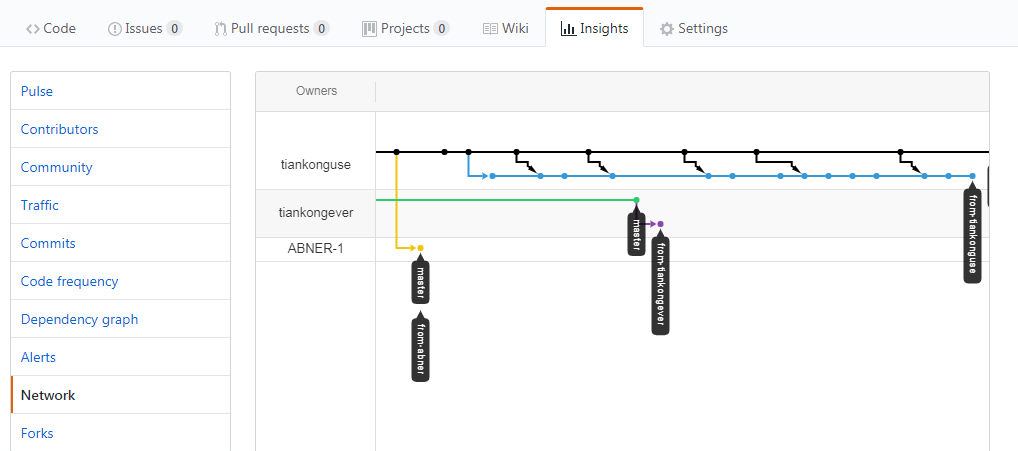 Code Issues 0 Pull requests 0 Projects 0 Wiki Insights Settings
Pulse
Contributors
Community
Traffic
Commits
Code frequency
Dependency graph
Alerts
Network
Forks
Owners
tiankonguse
tiankongever
ABNER-1
master
from-abner
master
from-tiankongever
from-tiankonguse